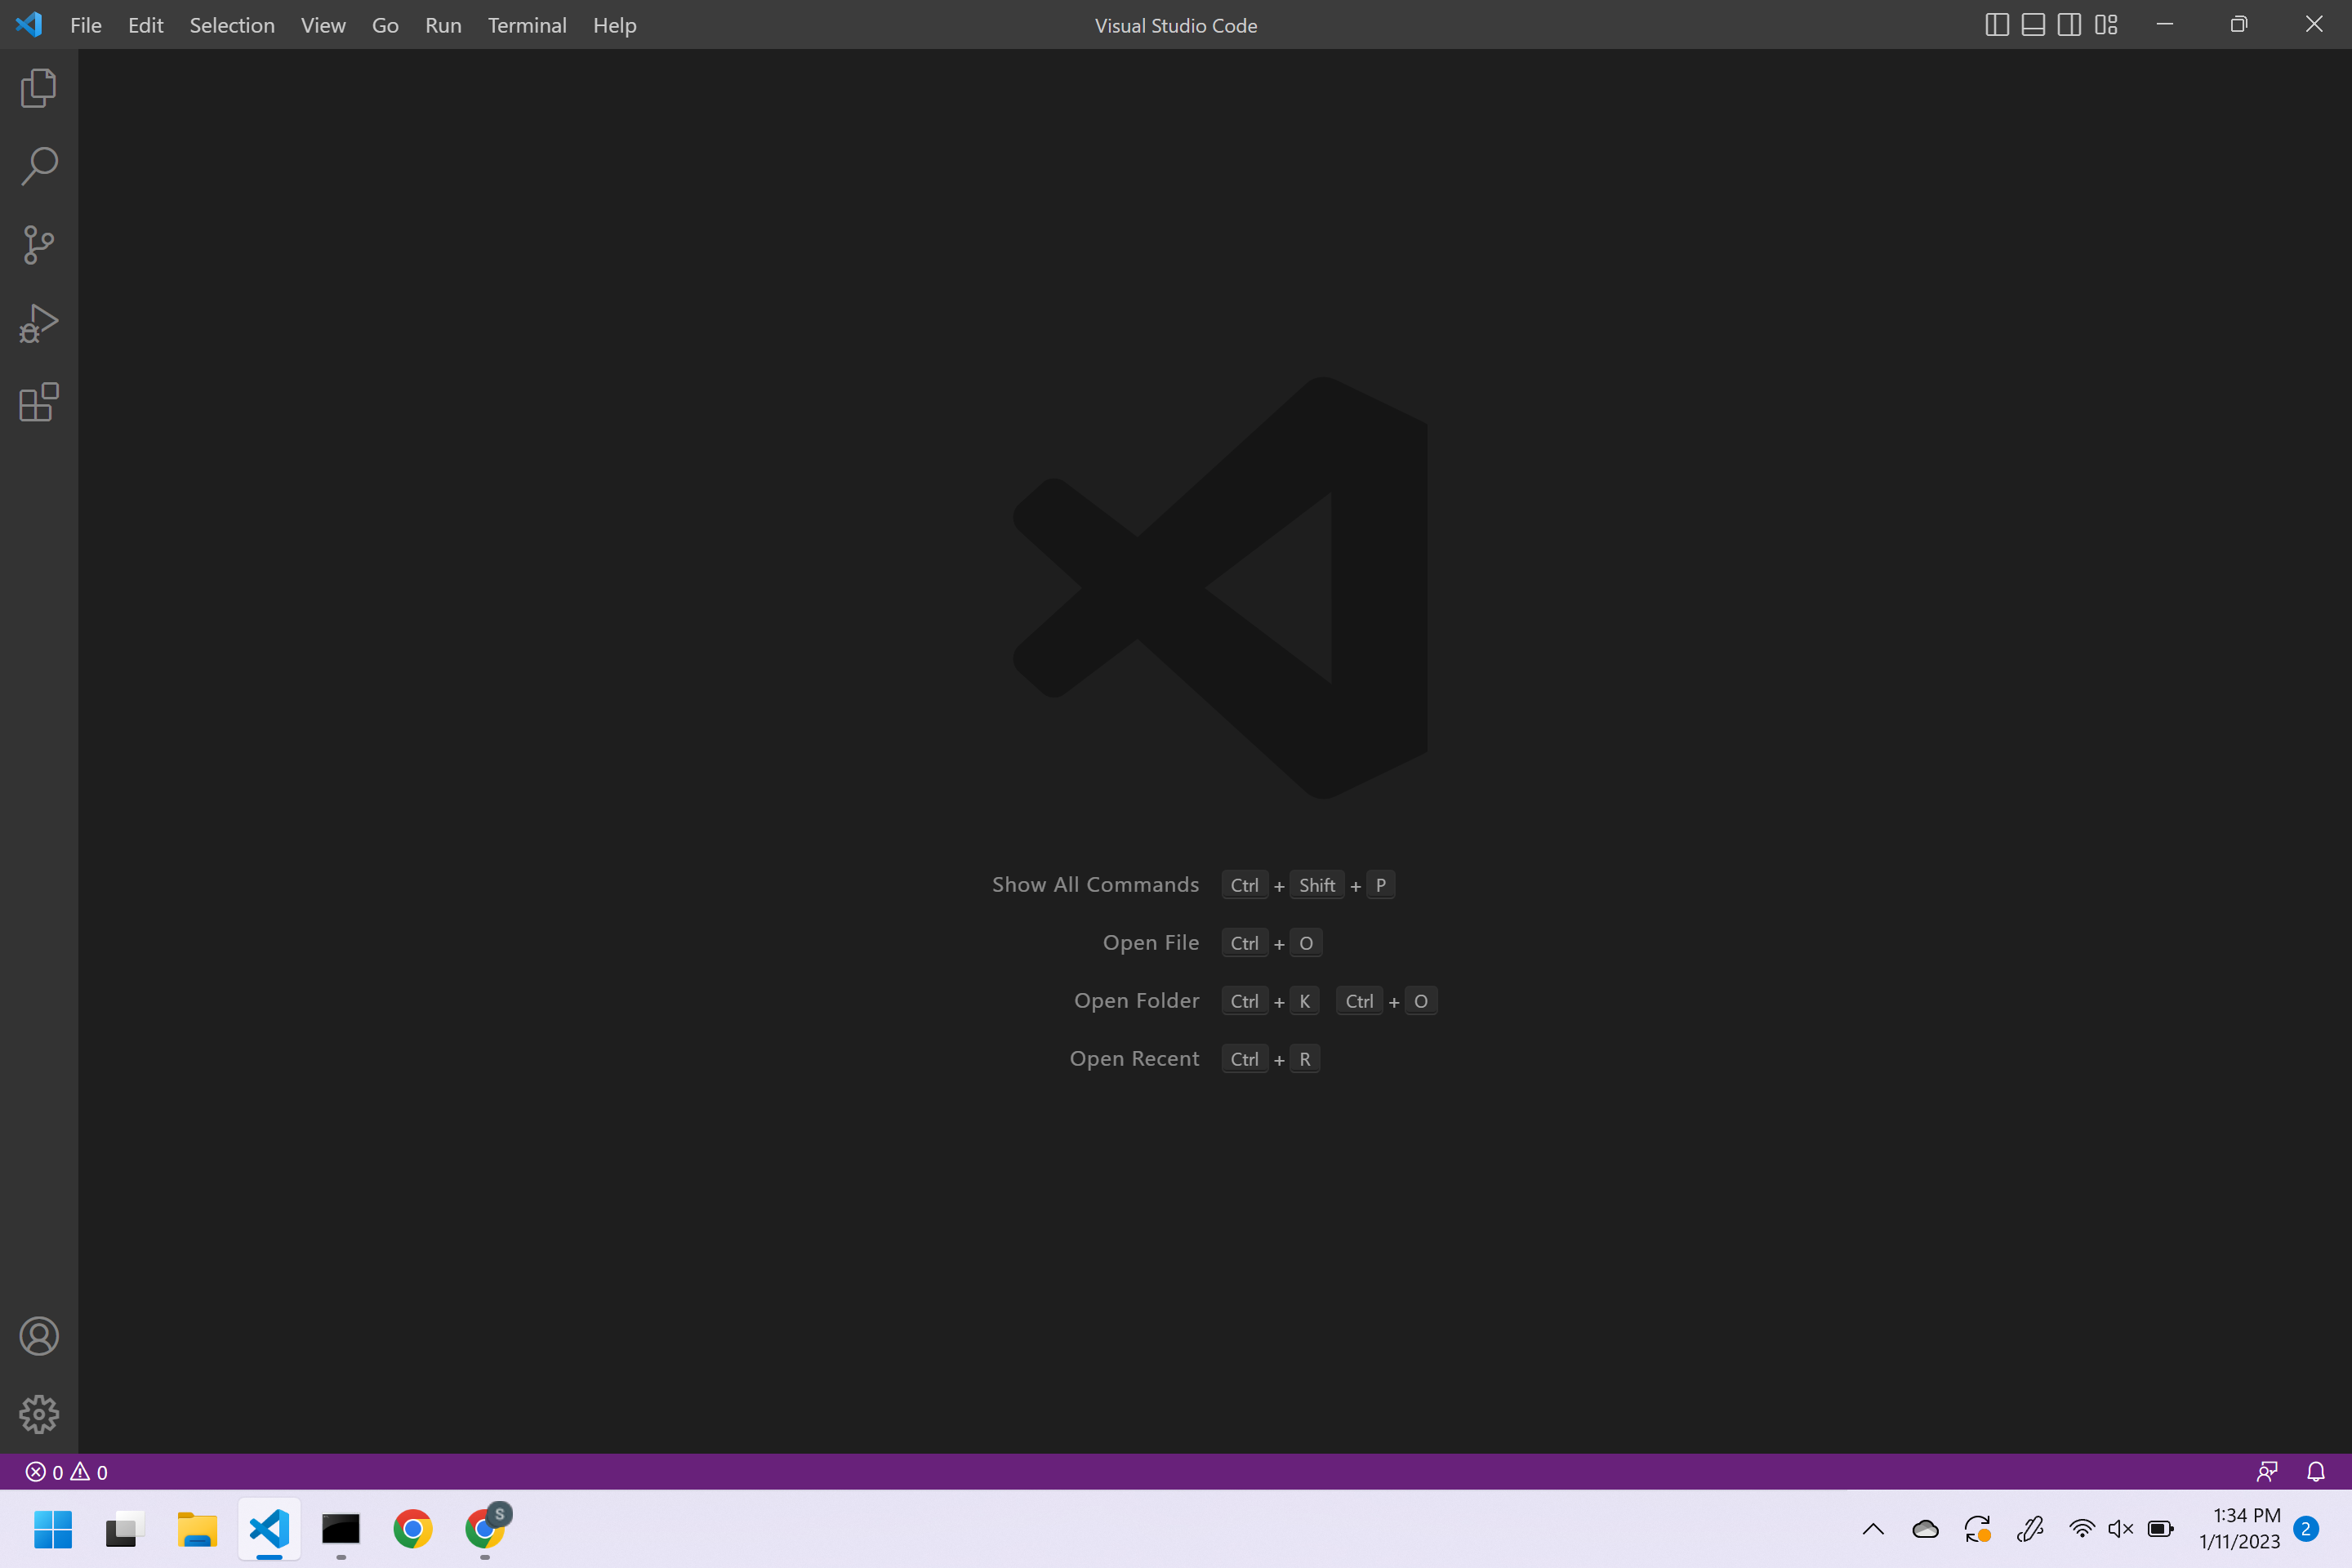 File Edit Selection View Go Run Terminal Help
Visual Studio Code
Show All Commands Ctrl + Shift + P
Open File Ctrl + O
Open Folder Ctrl + K Ctrl + O
Open Recent Ctrl + R
0 0
S
1:34 PM
1/11/2023
2